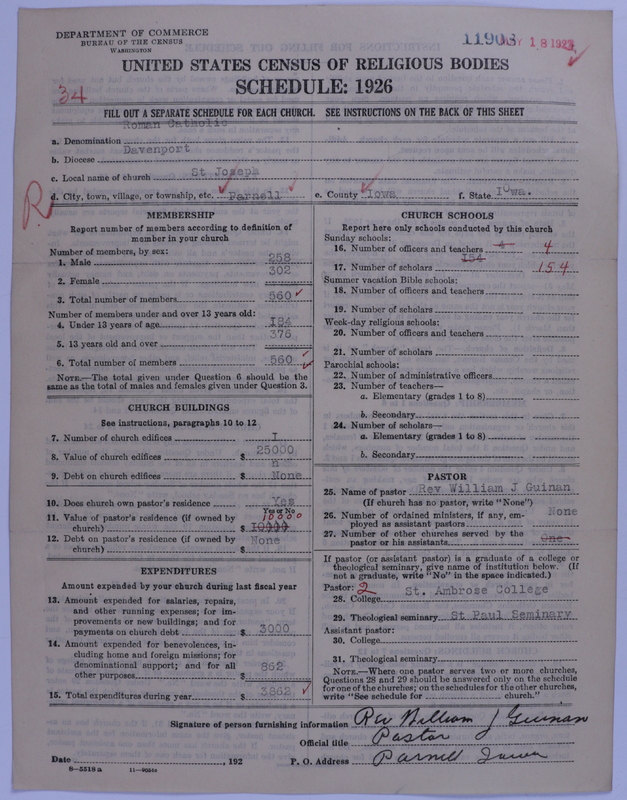 DEPARTMENT OF COMMERCE
BUREAU OF THE CENSUS
WASHINGTON
11903 MAY 18 1927
UNITED STATES CENSUS OF RELIGIOUS BODIES
SCHEDULE: 1926
34
FILL OUT A SEPARATE SCHEDULE FOR EACH CHURCH. SEE INSTRUCTIONS ON THE BACK OF THIS SHEET
a. Denomination Roman Catholic
b. Diocese Davenport
c. Local name of church St Joseph
d. City, town, village, or township, etc. Parnell e. County Iowa f. State Iowa.
R
MEMBERSHIP
Report number of members according to definition of
member in your church
Number of members, by sex:
1. Male 258
2. Female 302
3. Total number of members 560
Number of members under and over 13 years old:
4. Under 13 years of age 184
5. 13 years old and over 376
6. Total number of members 560
NOTE.—The total given under Question 6 should be the
same as the total of males and females given under Question 3.
CHURCH BUILDINGS
See instructions, paragraphs 10 to 12
7. Number of church edifices I
8. Value of church edifices $ 25000
9. Debt on church edifices $ None
10. Does church own pastor's residence Yes
Yes or No
11. Value of pastor's residence (if owned by
church) $ 10000 10000
12. Debt on pastor's residence (if owned by
church) $ None
EXPENDITURES
Amount expended by your church during last fiscal year
13. Amount expended for salaries, repairs,
and other running expenses; for im-
provements or new buildings; and for
payments on church debt $ 3000
14. Amount expended for benevolences, in-
cluding home and foreign missions; for
denominational support; and for all
other purposes $ 862
15. Total expenditures during year $ 3862
CHURCH SCHOOLS
Report here only schools conducted by this church
Sunday schools:
16. Number of officers and teachers 4 4
17. Number of scholars 154 154
Summer vacation Bible schools:
18. Number of officers and teachers
19. Number of scholars
Week-day religious schools:
20. Number of officers and teachers
21. Number of scholars
Parochial schools:
22. Number of administrative officers
23. Number of teachers—
a. Elementary (grades 1 to 8)
b. Secondary
24. Number of scholars—
a. Elementary (grades 1 to 8)
b. Secondary
PASTOR
25. Name of pastor Rev William J Guinan
(If church has no pastor, write "None")
26. Number of ordained ministers, if any, em-
ployed as assistant pastors None
27. Number of other churches served by the
pastor or his assistants One
If pastor (or assistant pastor) is a graduate of a college or
theological seminary, give name of institution below. (If
not a graduate, write "No" in the space indicated.)
Pastor: 2
28. College St. Ambrose College
29. Theological seminary St Paul Seminary
Assistant pastor:
30. College
31. Theological seminary
NOTE.—Where one pastor serves two or more churches,
Questions 28 and 29 should be answered only on the schedule
for one of the churches; on the schedules for the other churches,
write "See schedule for church."
Signature of person furnishing information Rev William J Guinan
Official title Pastor
Date , 192 P. O. Address Parnell Iowa
8—5518 a 11—9054a